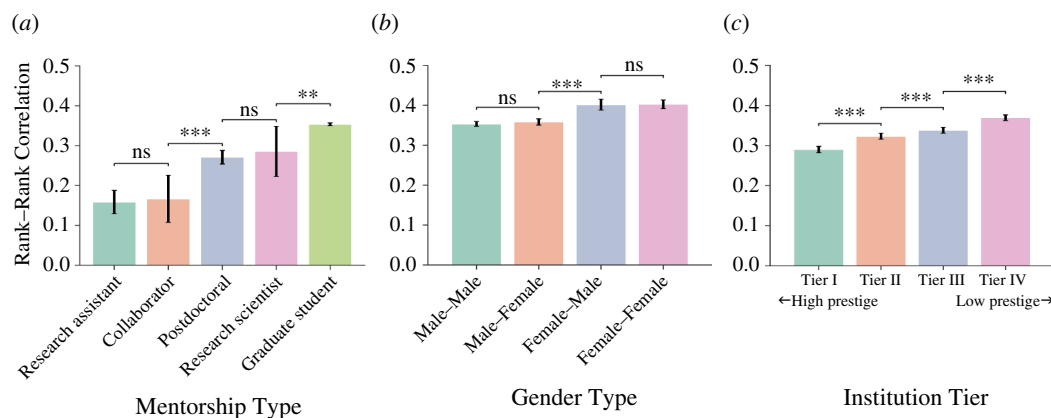 (a)
Rank–Rank Correlation
0.5
0.4
0.3
0.2
0.1
0.0
ns
***
ns
**
Research assistant
Collaborator
Postdoctoral
Research scientist
Graduate student
Mentorship Type
(b)
0.5
0.4
0.3
0.2
0.1
0.0
ns
***
ns
Male–Male
Male–Female
Female–Male
Female–Female
Gender Type
(c)
0.5
0.4
0.3
0.2
0.1
0.0
***
***
***
Tier I Tier II Tier III Tier IV
←High prestige Low prestige→
Institution Tier